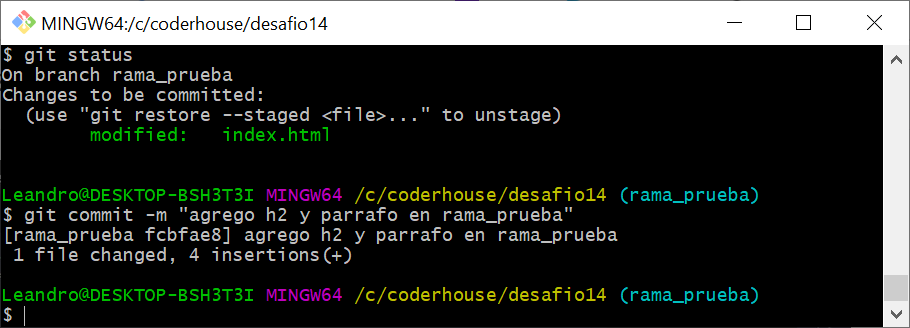 MINGW64:/c/coderhouse/desafio14
$ git status
On branch rama_prueba
Changes to be committed:
  (use "git restore --staged <file>..." to unstage)
        modified:   index.html
Leandro@DESKTOP-BSH3T3I MINGW64 /c/coderhouse/desafio14 (rama_prueba)
$ git commit -m "agrego h2 y parrafo en rama_prueba"
[rama_prueba fcbfae8] agrego h2 y parrafo en rama_prueba
 1 file changed, 4 insertions(+)
Leandro@DESKTOP-BSH3T3I MINGW64 /c/coderhouse/desafio14 (rama_prueba)
$